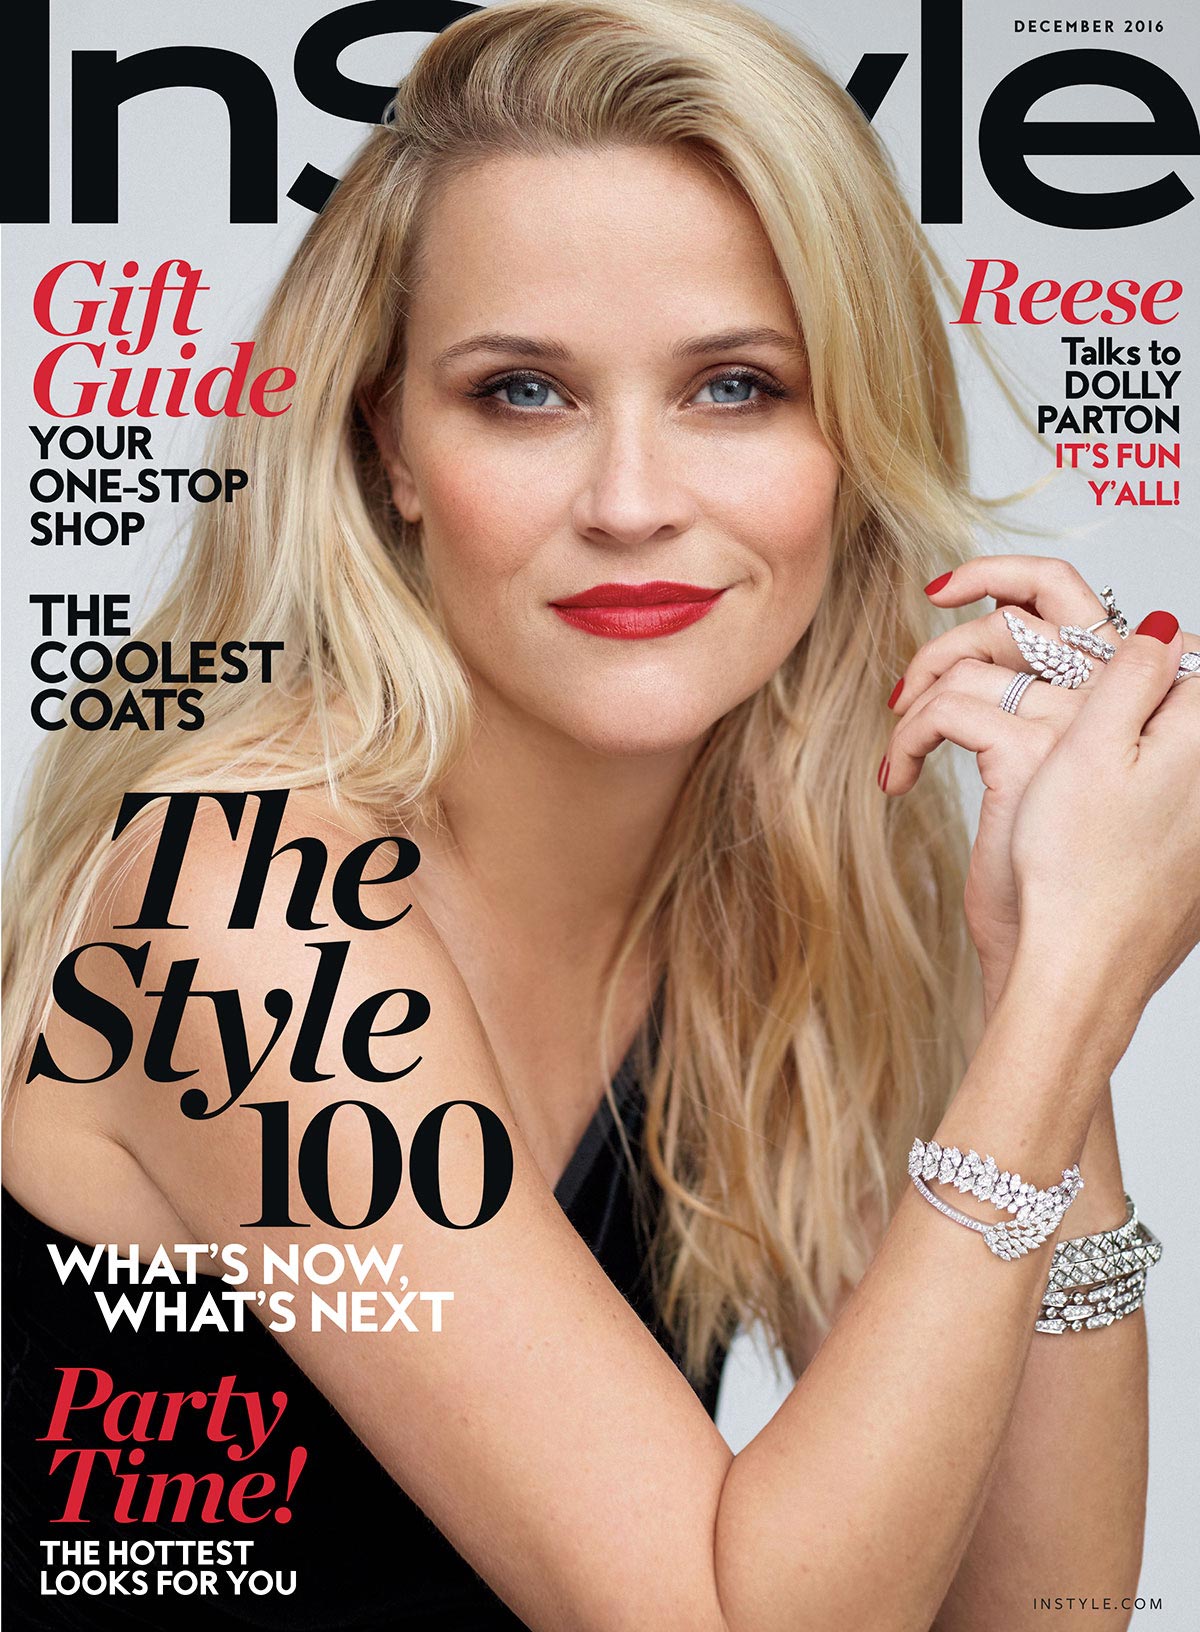 InStyle
DECEMBER 2016
Gift
Guide
YOUR
ONE-STOP
SHOP
THE
COOLEST
COATS
Reese
Talks to
DOLLY
PARTON
IT'S FUN
Y'ALL!
The
Style
100
WHAT'S NOW,
WHAT'S NEXT
Party
Time!
THE HOTTEST
LOOKS FOR YOU
INSTYLE.COM